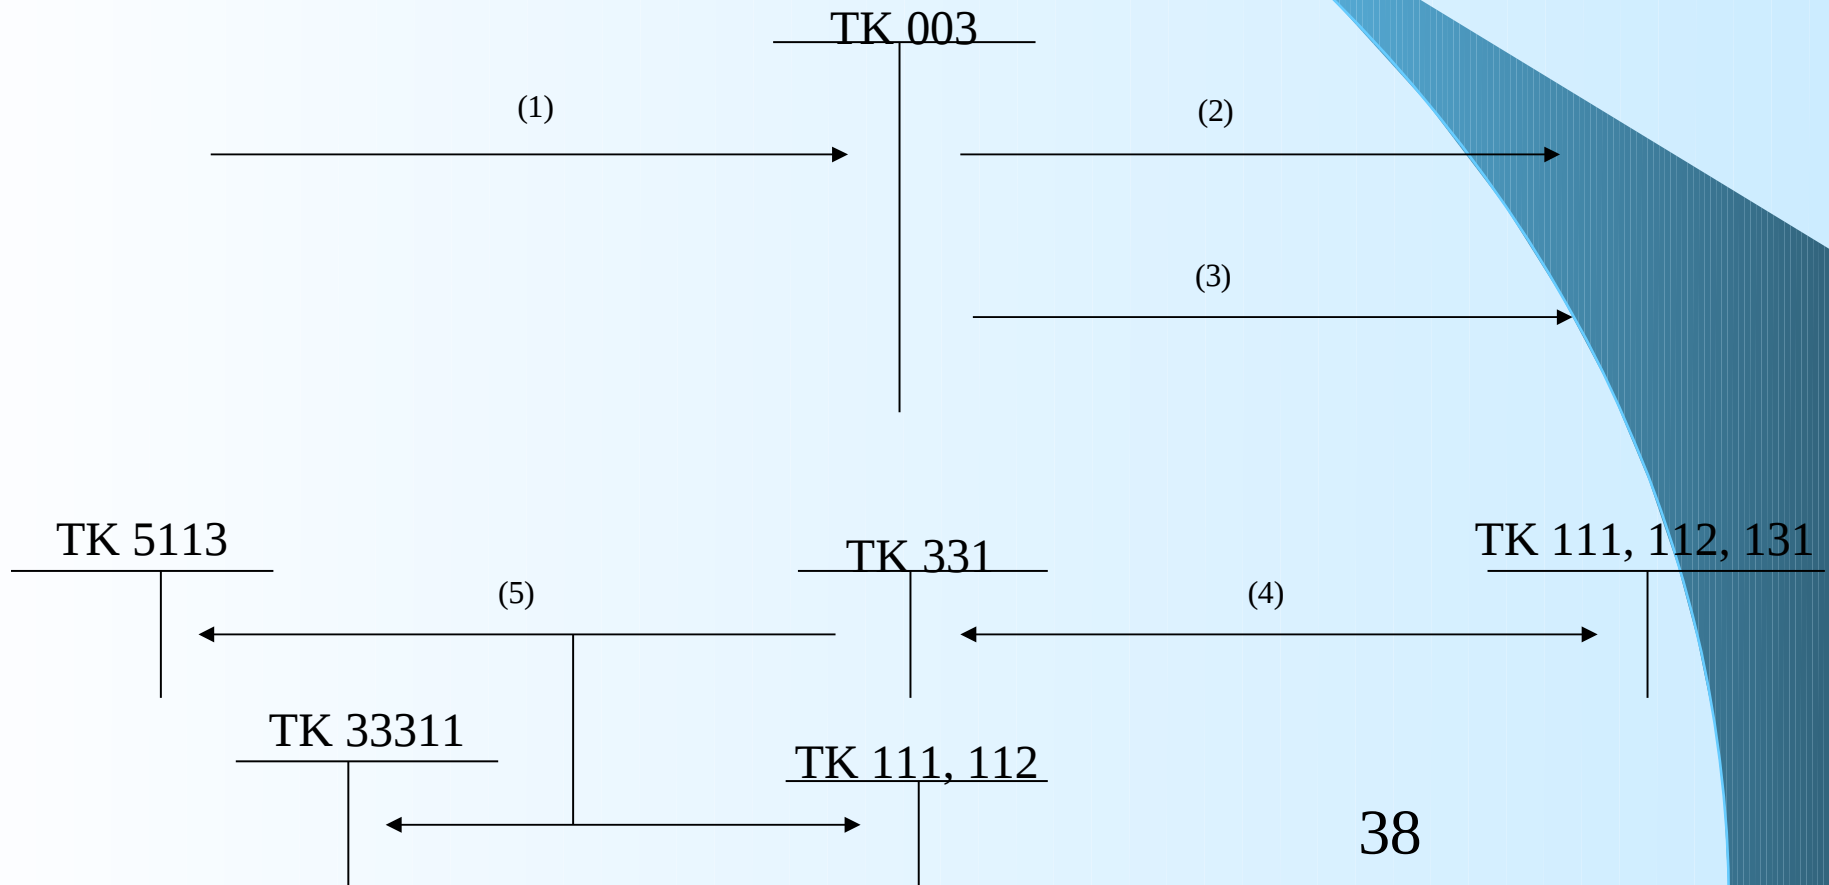 TK 003
(1)
(2)
(3)
TK 5113
TK 331
TK 111, 112, 131
(5)
(4)
TK 33311
TK 111, 112
38